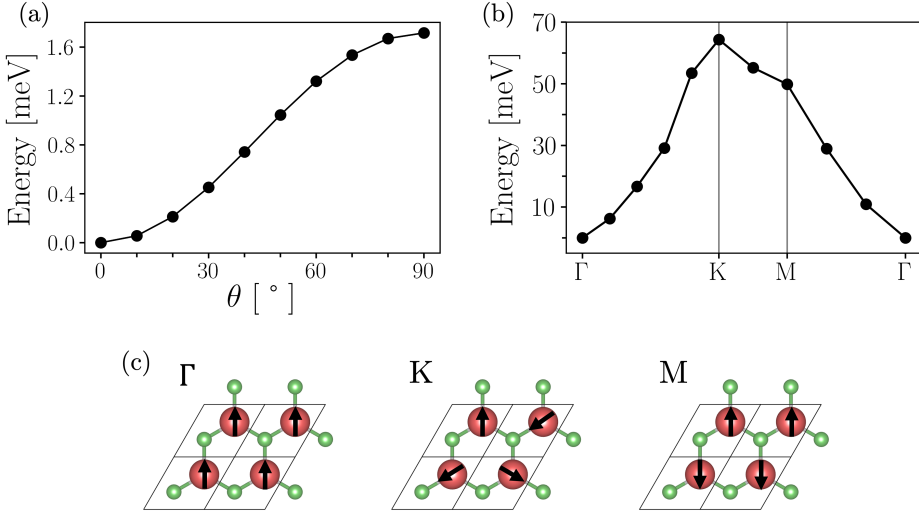 (a)
Energy [meV]
1.6
1.2
0.8
0.4
0.0
0
30
60
90
θ [ ° ]
(b)
Energy [meV]
70
50
30
10
Γ
K
M
Γ
(c)
Γ
K
M